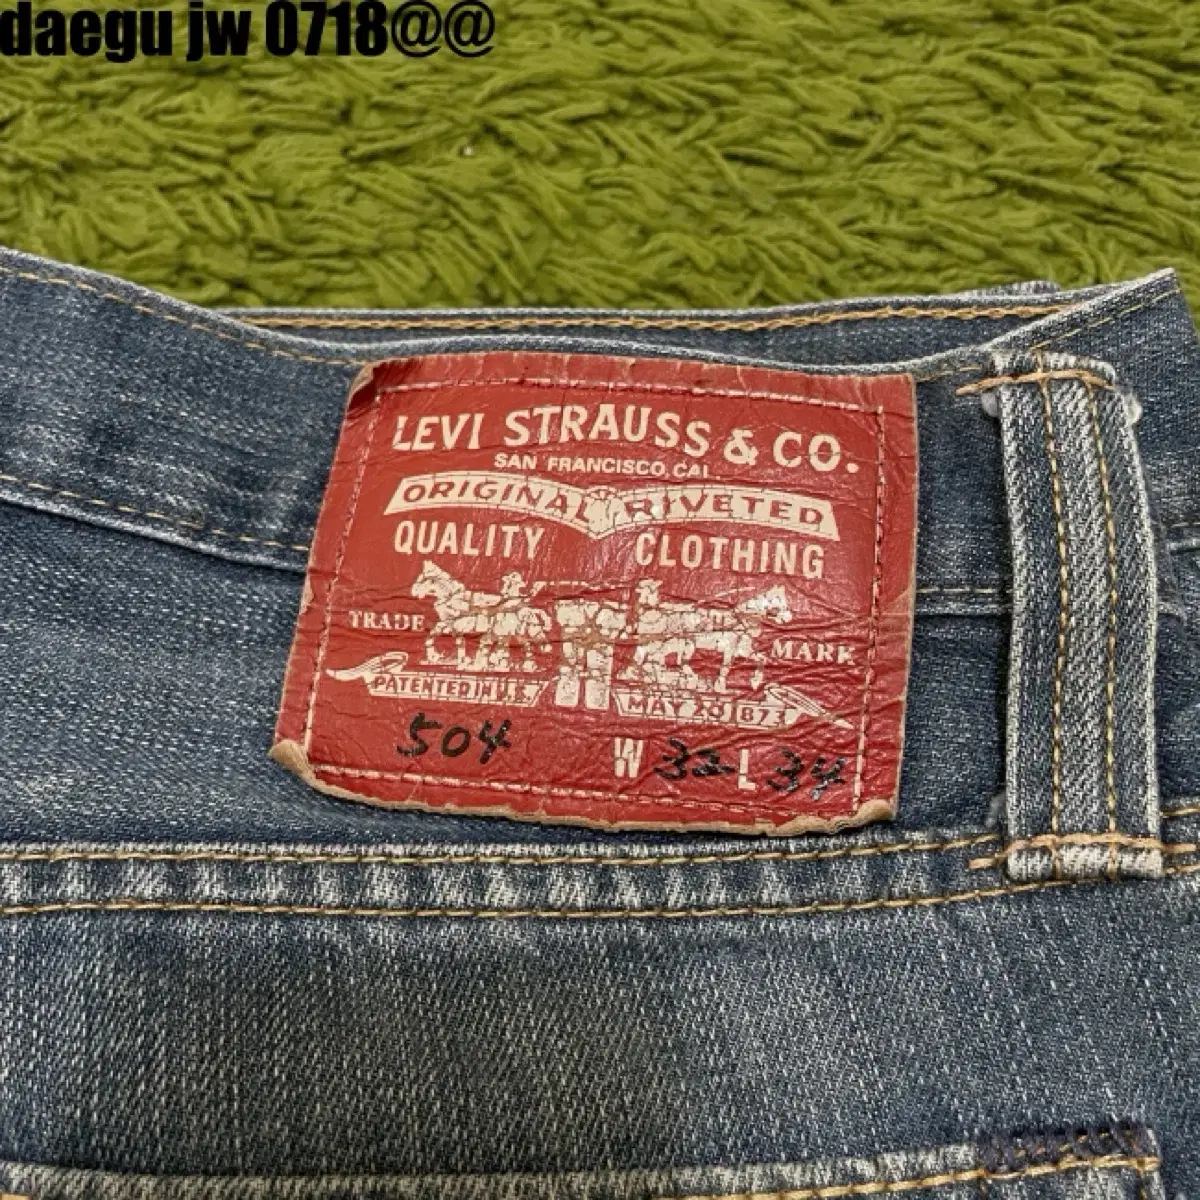 daegu jw 0718@@
LEVI STRAUSS & CO.
SAN FRANCISCO, CAL
ORIGINAL RIVETED
QUALITY CLOTHING
TRADE MARK
PATENTED IN U.S. MAY 20 1873
504 W 32 L 34